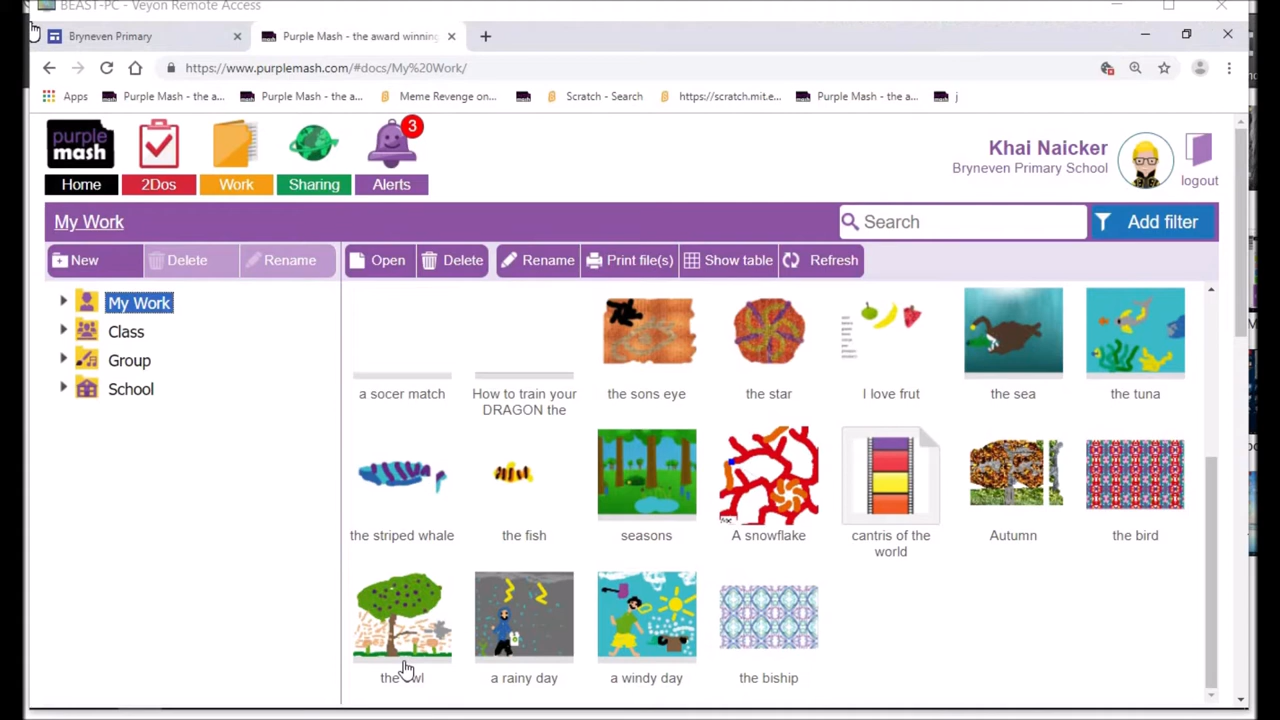 BEAST-PC - Veyon Remote Access
Bryneven Primary
Purple Mash - the award winning
https://www.purplemash.com/#docs/My%20Work/
Apps
Purple Mash - the a...
Purple Mash - the a...
Meme Revenge on...
Scratch - Search
https://scratch.mit.e...
Purple Mash - the a...
j
purple
mash
3
Khai Naicker
Bryneven Primary School
logout
Home
2Dos
Work
Sharing
Alerts
My Work
Search
Add filter
New
Delete
Rename
Open
Delete
Rename
Print file(s)
Show table
Refresh
My Work
Class
Group
School
a socer match
How to train your
DRAGON the
the sons eye
the star
I love frut
the sea
the tuna
the striped whale
the fish
seasons
A snowflake
cantris of the
world
Autumn
the bird
a rainy day
a windy day
the biship